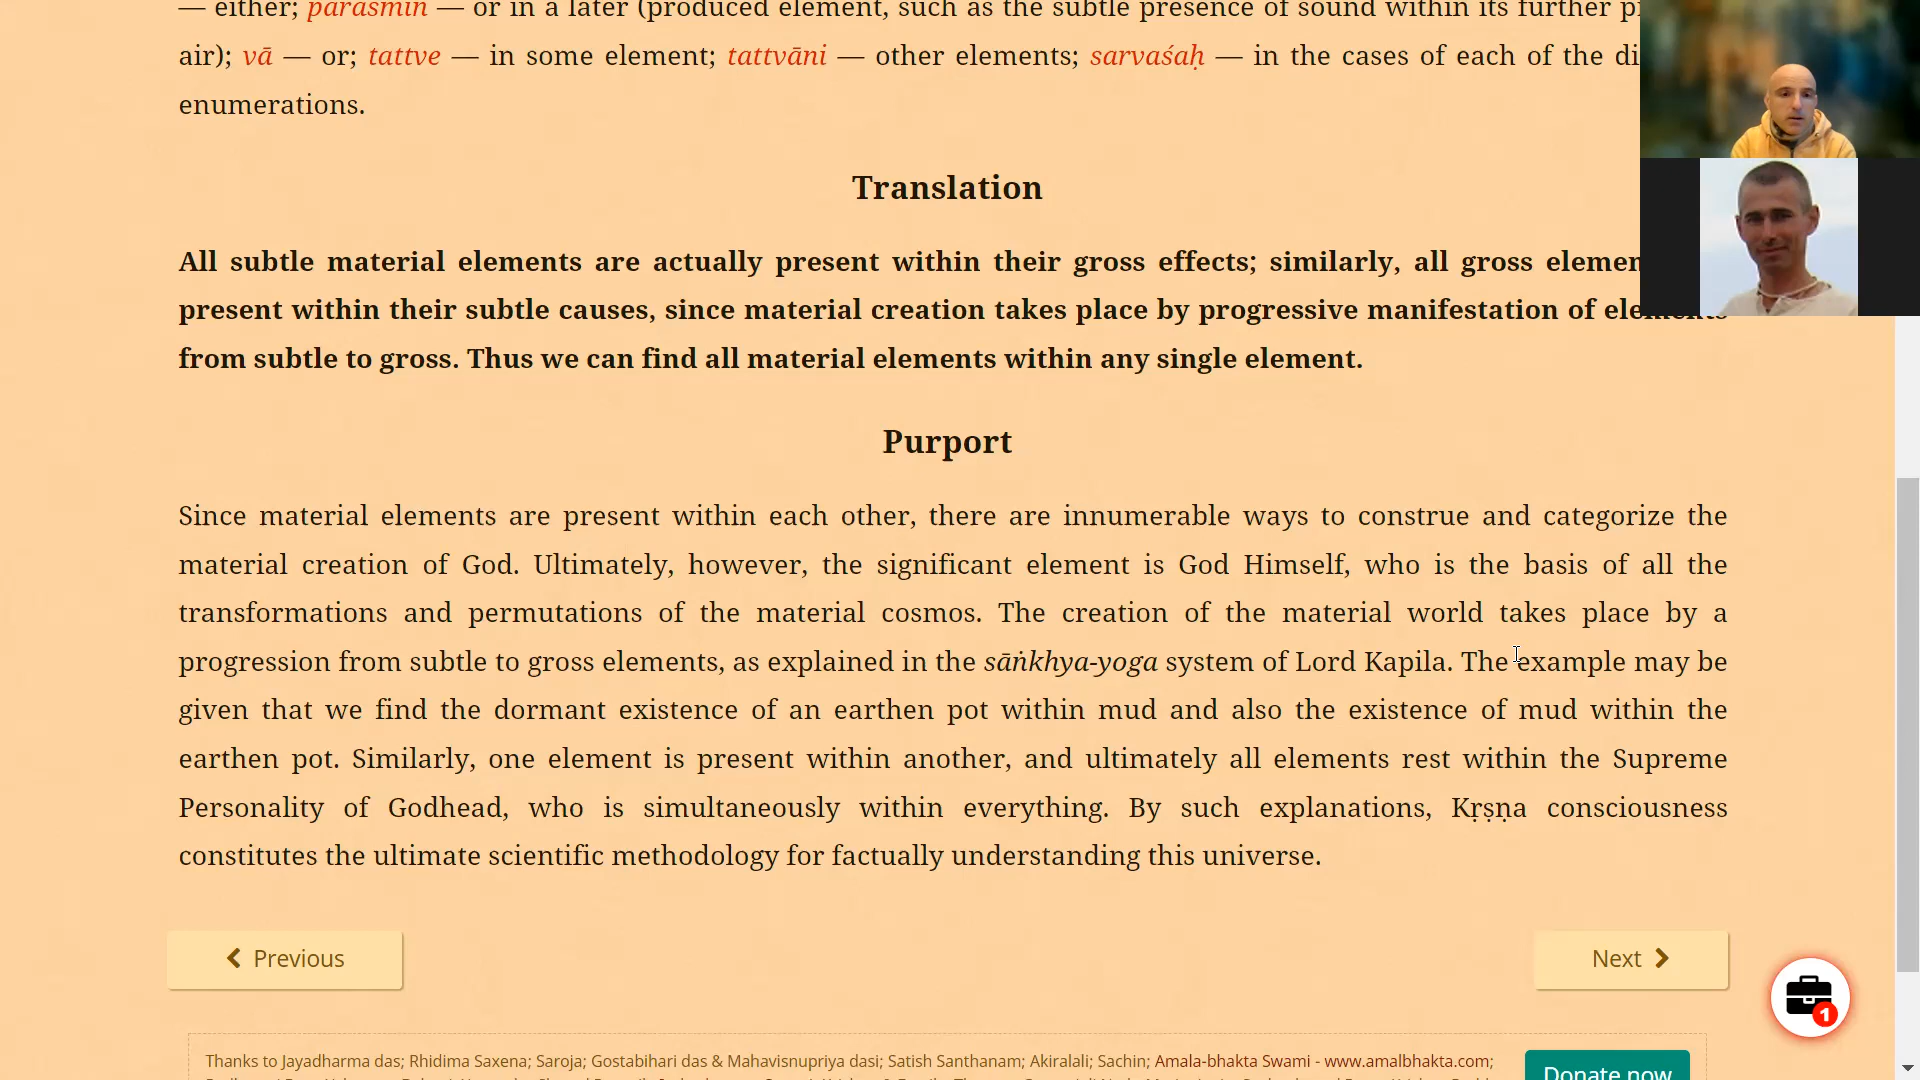 — either; parasmin — or in a later (produced element, such as the subtle presence of sound within its further
air); vā — or; tattve — in some element; tattvāni — other elements; sarvaśaḥ — in the cases of each of the
enumerations.
Translation
All subtle material elements are actually present within their gross effects; similarly, all gross
present within their subtle causes, since material creation takes place by progressive manifestation of elements
from subtle to gross. Thus we can find all material elements within any single element.
Purport
Since material elements are present within each other, there are innumerable ways to construe and categorize the
material creation of God. Ultimately, however, the significant element is God Himself, who is the basis of all the
transformations and permutations of the material cosmos. The creation of the material world takes place by a
progression from subtle to gross elements, as explained in the sāṅkhya-yoga system of Lord Kapila. The example may be
given that we find the dormant existence of an earthen pot within mud and also the existence of mud within the
earthen pot. Similarly, one element is present within another, and ultimately all elements rest within the Supreme
Personality of Godhead, who is simultaneously within everything. By such explanations, Kṛṣṇa consciousness
constitutes the ultimate scientific methodology for factually understanding this universe.
Previous
Next
1
Thanks to Jayadharma das; Rhidima Saxena; Saroja; Gostabihari das & Mahavisnupriya dasi; Satish Santhanam; Akiralali; Sachin; Amala-bhakta Swami - www.amalbhakta.com;
Donate now